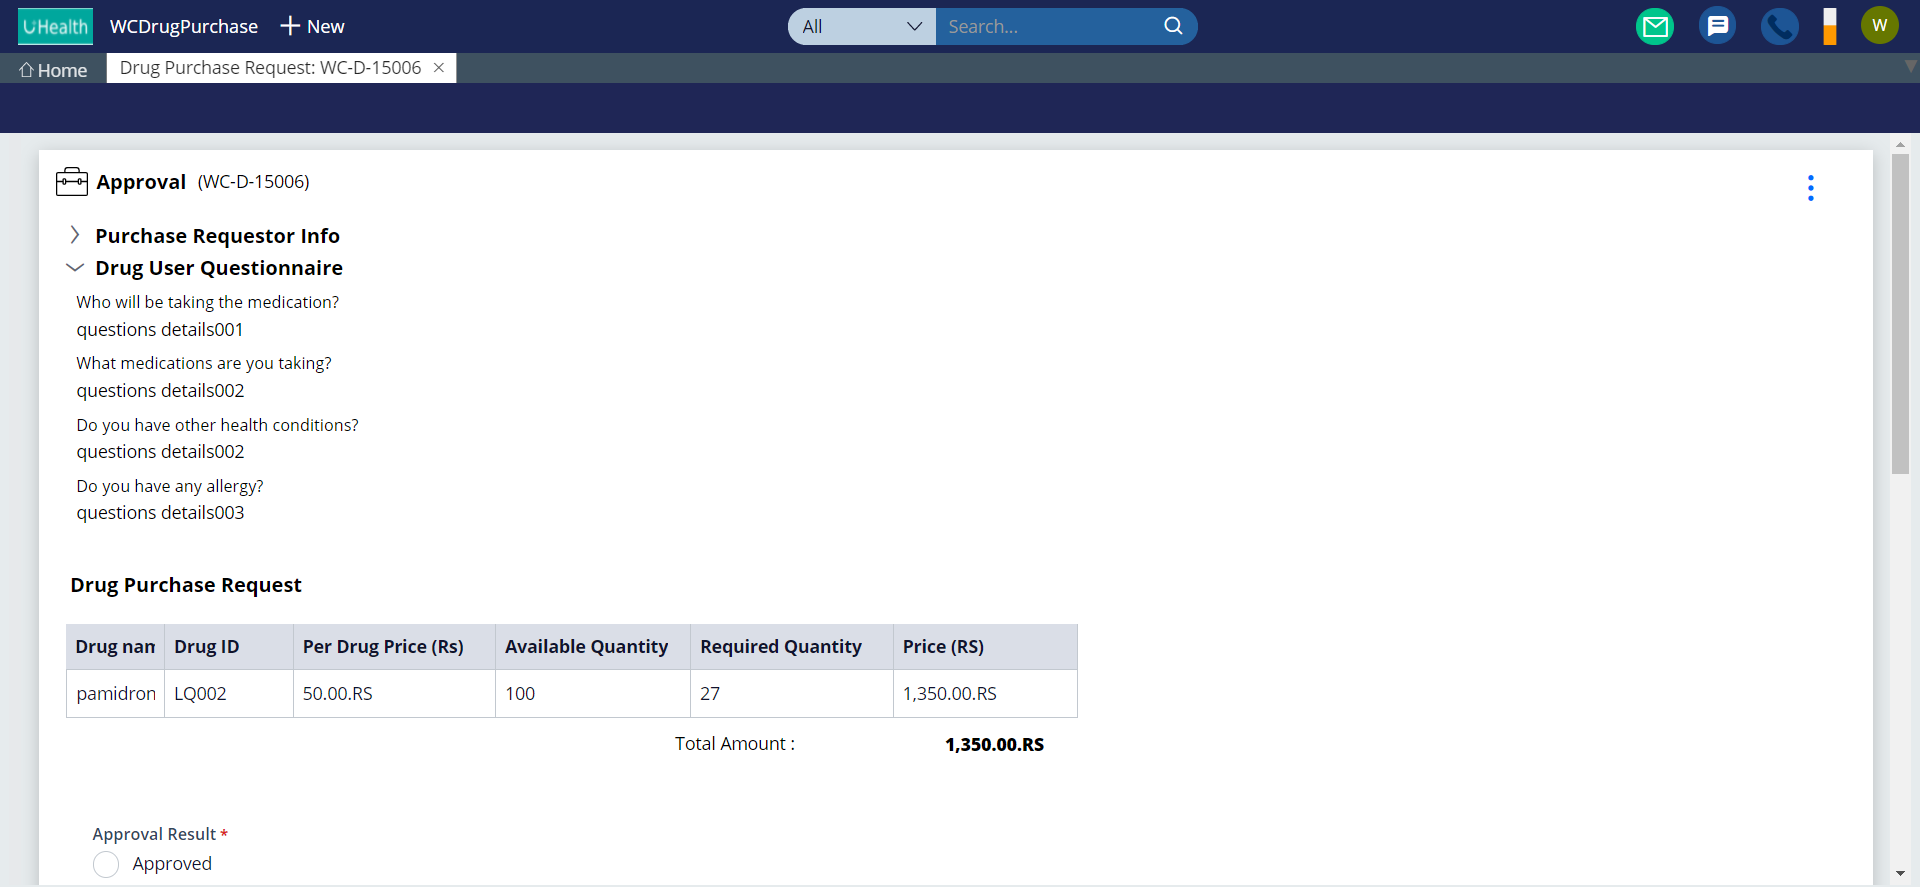 UHealth WCDrugPurchase + New All Search... W
Home Drug Purchase Request: WC-D-15006 ×
Approval (WC-D-15006)
Purchase Requestor Info
Drug User Questionnaire
Who will be taking the medication?
questions details001
What medications are you taking?
questions details002
Do you have other health conditions?
questions details002
Do you have any allergy?
questions details003
Drug Purchase Request
Drug nan Drug ID Per Drug Price (Rs) Available Quantity Required Quantity Price (RS)
pamidron LQ002 50.00.RS 100 27 1,350.00.RS
Total Amount : 1,350.00.RS
Approval Result *
Approved